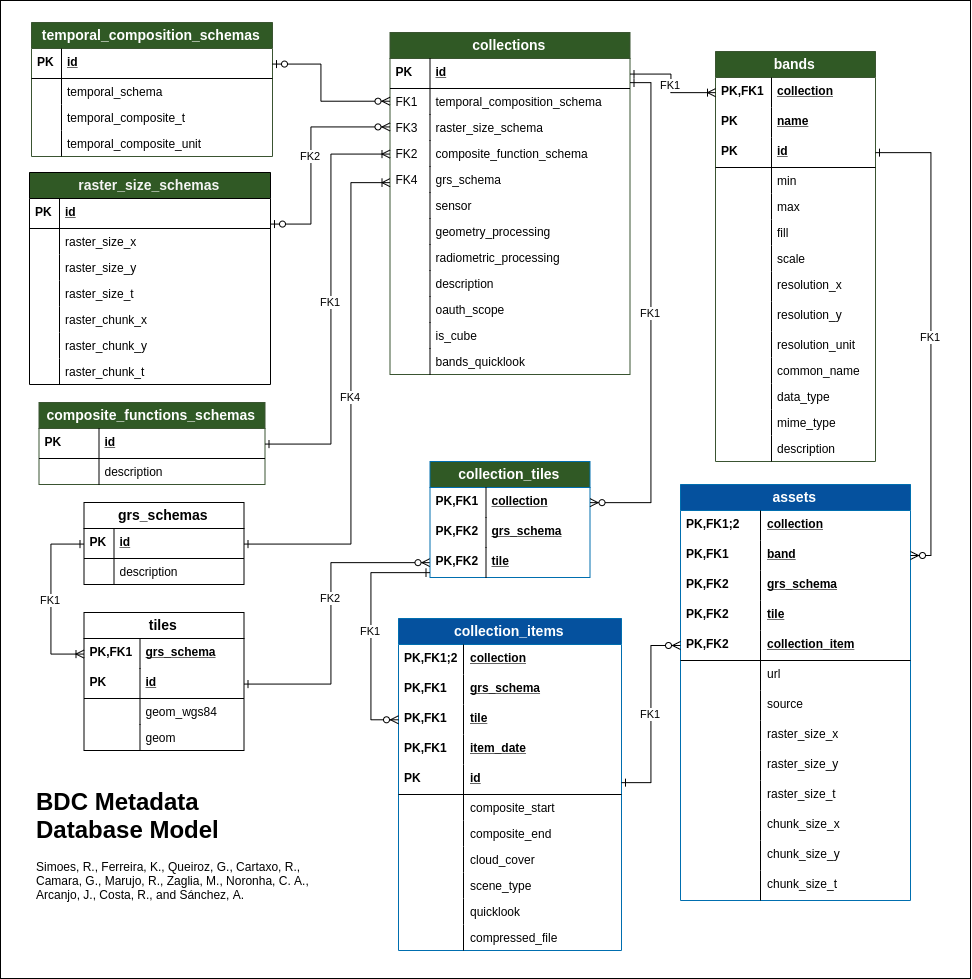 temporal_composition_schemas
PK id
temporal_schema
temporal_composite_t
temporal_composite_unit
raster_size_schemas
PK id
raster_size_x
raster_size_y
raster_size_t
raster_chunk_x
raster_chunk_y
raster_chunk_t
composite_functions_schemas
PK id
description
grs_schemas
PK id
description
tiles
PK,FK1 grs_schema
PK id
geom_wgs84
geom
collections
PK id
FK1 temporal_composition_schema
FK3 raster_size_schema
FK2 composite_function_schema
FK4 grs_schema
sensor
geometry_processing
radiometric_processing
description
oauth_scope
is_cube
bands_quicklook
bands
PK,FK1 collection
PK name
PK id
min
max
fill
scale
resolution_x
resolution_y
resolution_unit
common_name
data_type
mime_type
description
collection_tiles
PK,FK1 collection
PK,FK2 grs_schema
PK,FK2 tile
collection_items
PK,FK1;2 collection
PK,FK1 grs_schema
PK,FK1 tile
PK,FK1 item_date
PK id
composite_start
composite_end
cloud_cover
scene_type
quicklook
compressed_file
assets
PK,FK1;2 collection
PK,FK1 band
PK,FK2 grs_schema
PK,FK2 tile
PK,FK2 collection_item
url
source
raster_size_x
raster_size_y
raster_size_t
chunk_size_x
chunk_size_y
chunk_size_t
FK1
FK2
FK1
FK1
FK1
FK4
FK1
FK2
FK1
FK1
BDC Metadata
Database Model
Simoes, R., Ferreira, K., Queiroz, G., Cartaxo, R.,
Camara, G., Marujo, R., Zaglia, M., Noronha, C. A.,
Arcanjo, J., Costa, R., and Sánchez, A.